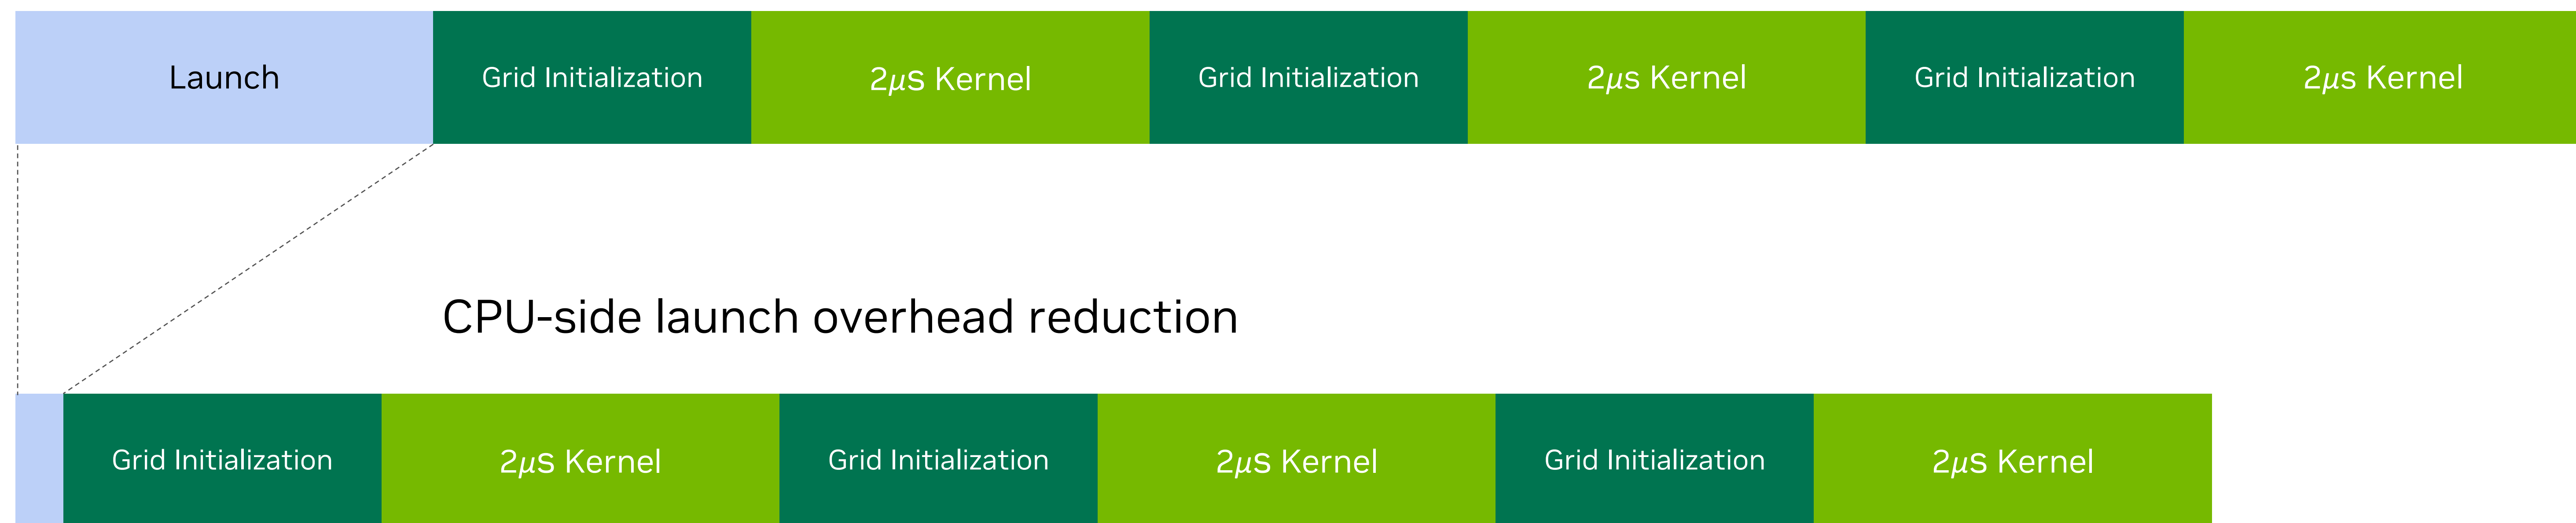 Launch
Grid Initialization
2μs Kernel
Grid Initialization
2μs Kernel
Grid Initialization
2μs Kernel
CPU-side launch overhead reduction
Grid Initialization
2μs Kernel
Grid Initialization
2μs Kernel
Grid Initialization
2μs Kernel